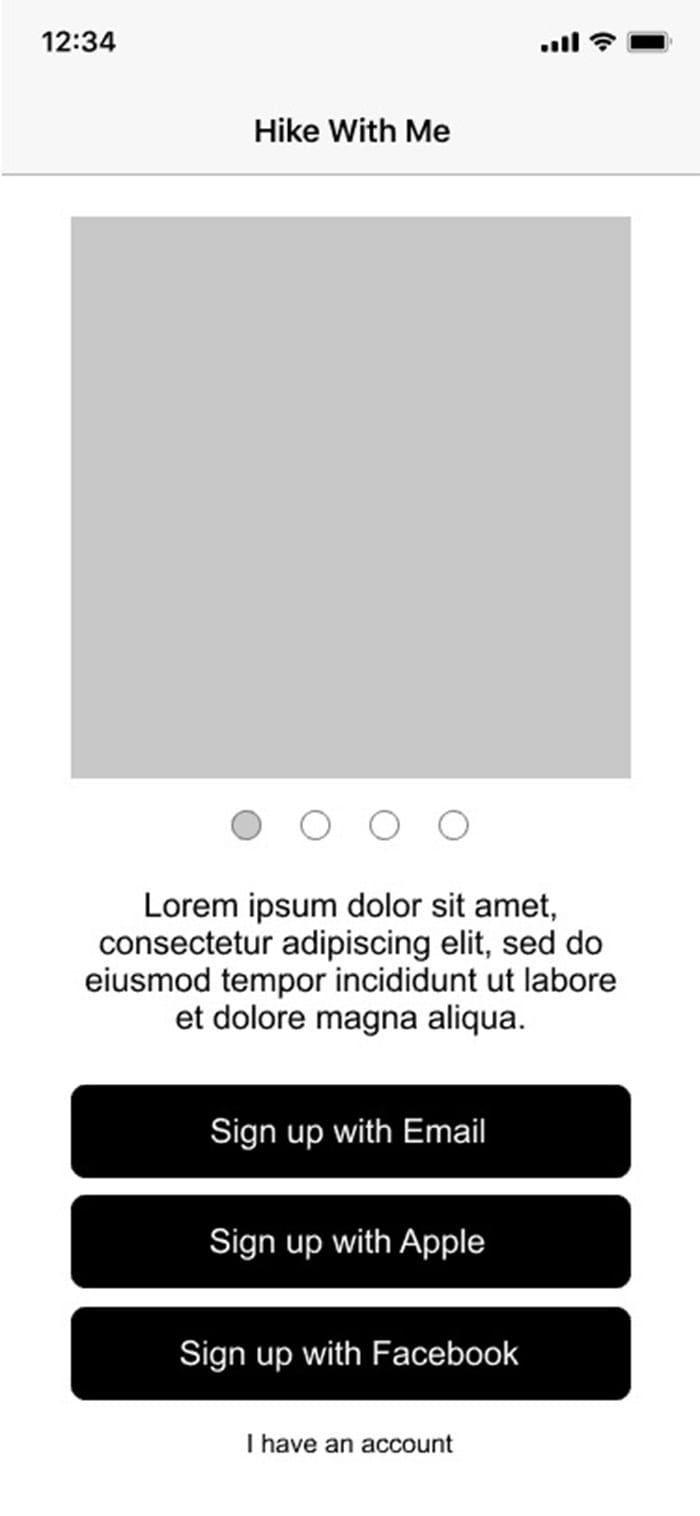 12:34
Hike With Me
Lorem ipsum dolor sit amet,
consectetur adipiscing elit, sed do
eiusmod tempor incididunt ut labore
et dolore magna aliqua.
Sign up with Email
Sign up with Apple
Sign up with Facebook
I have an account